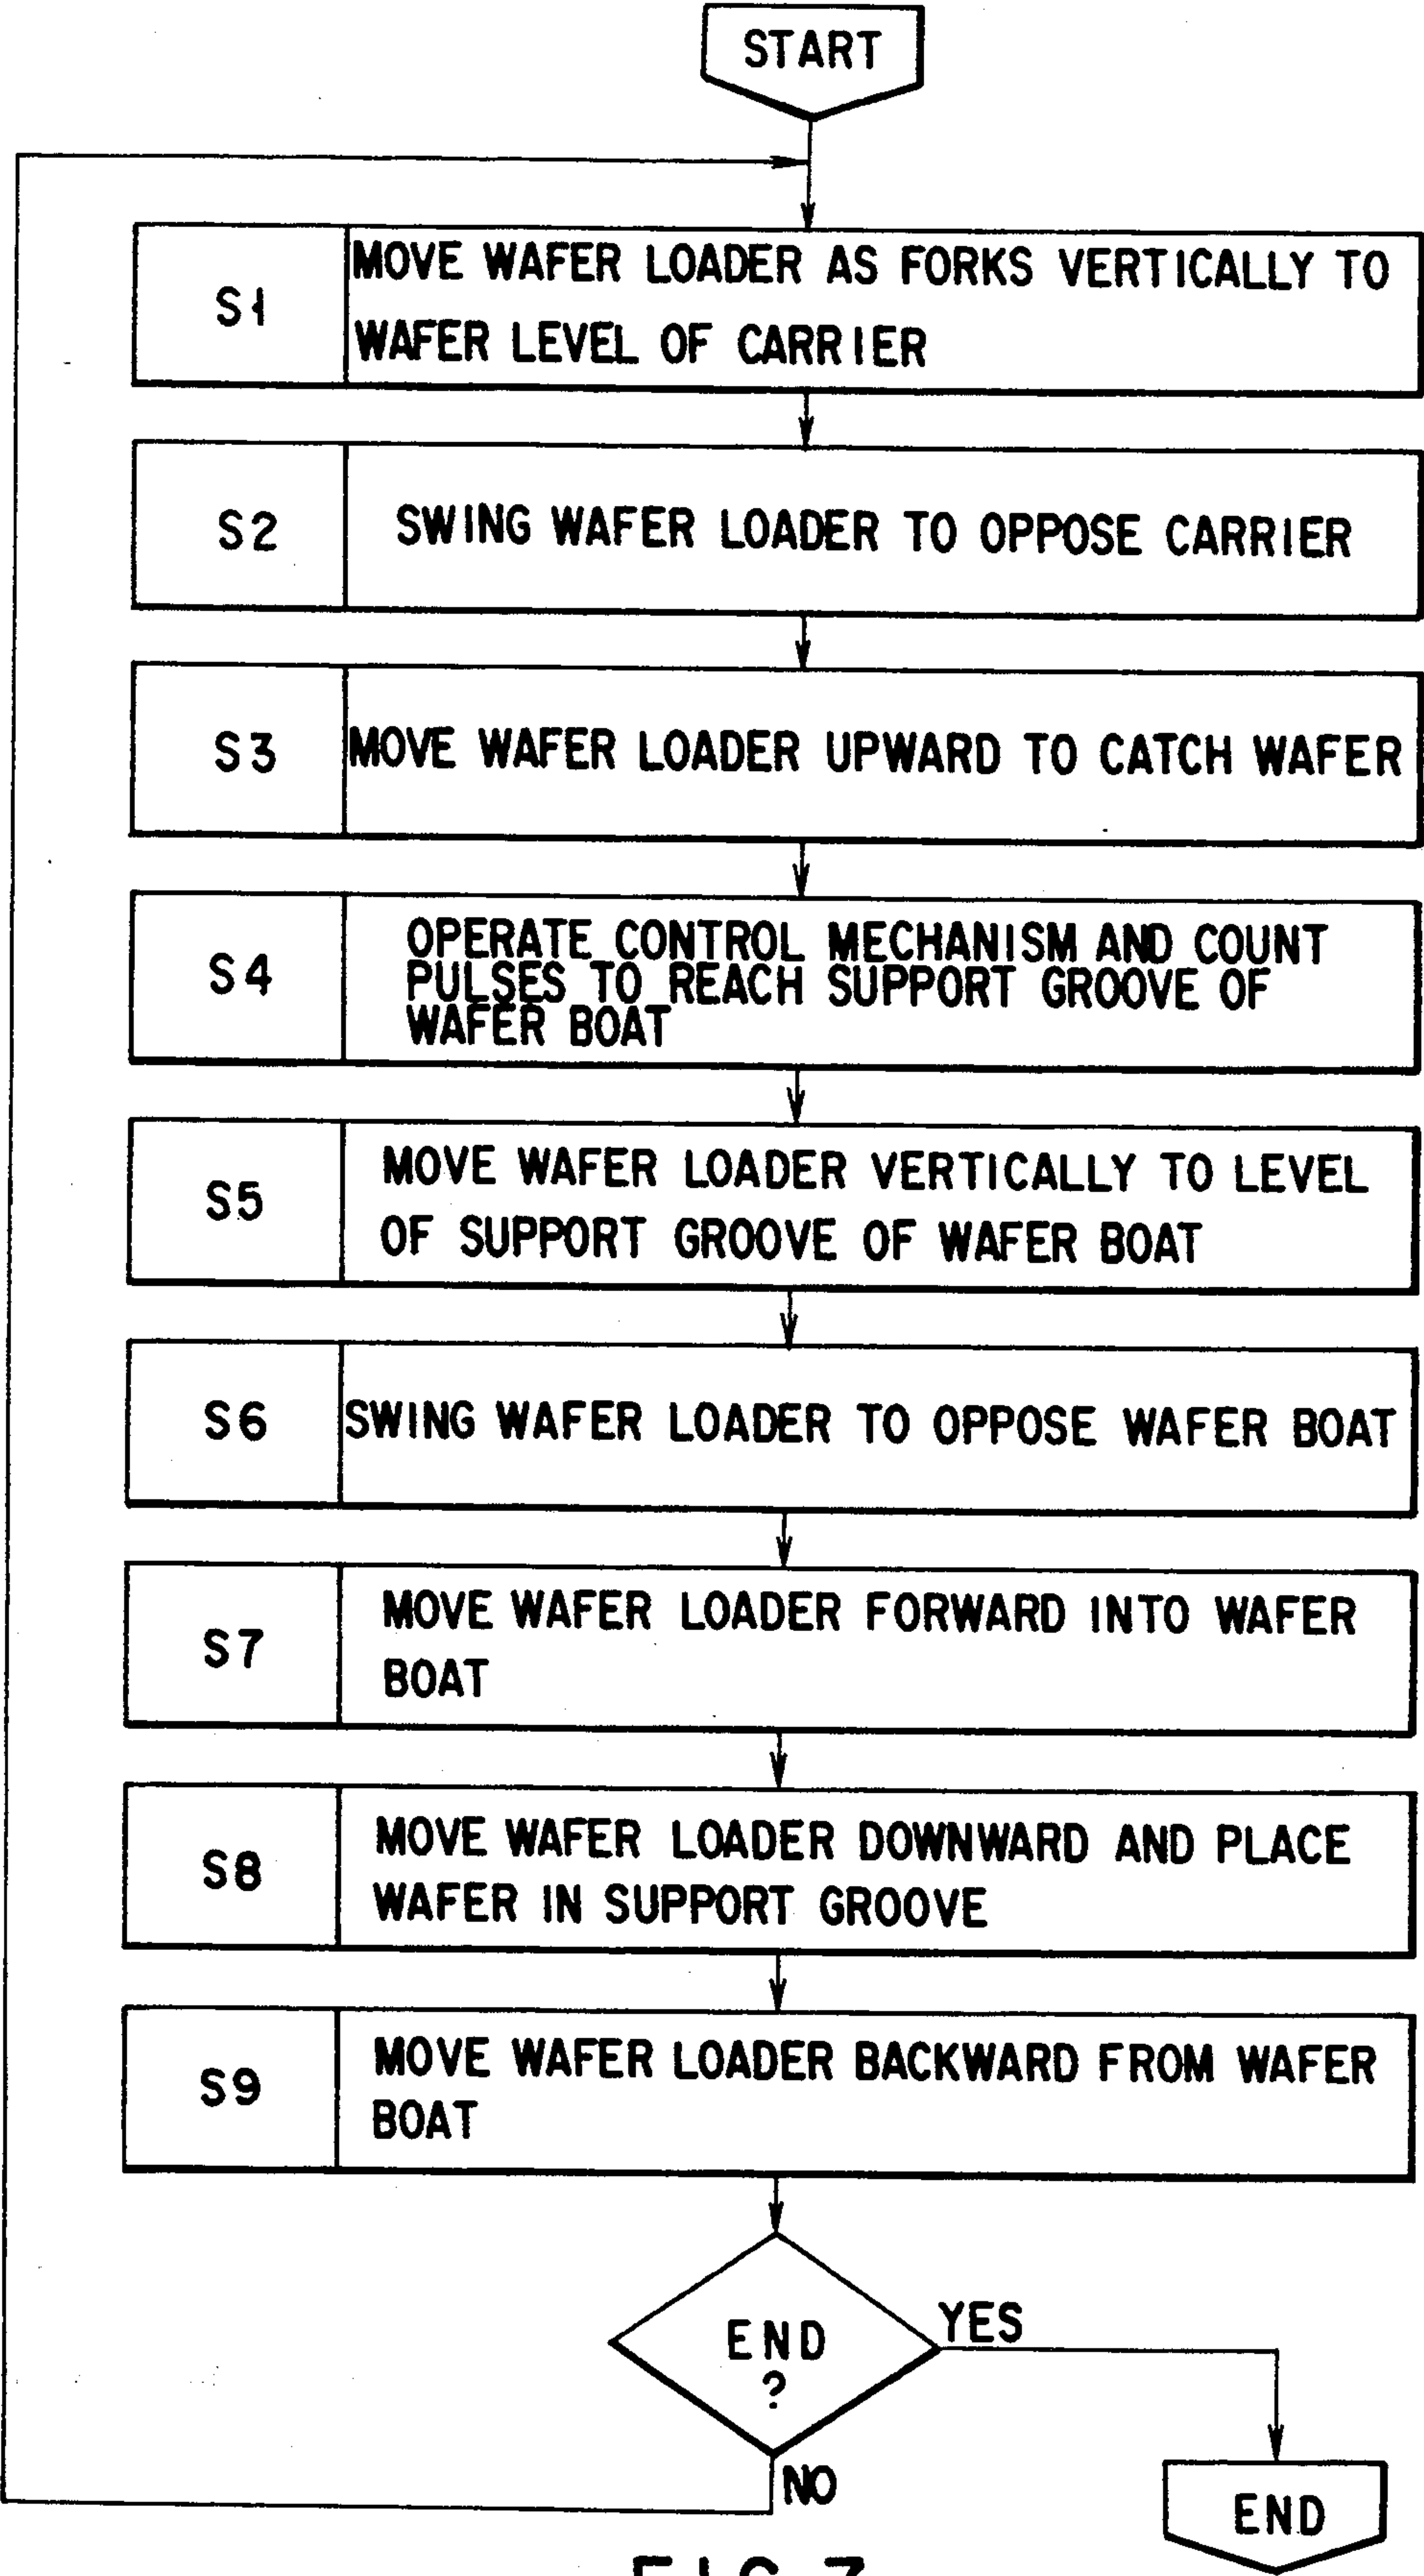 START
S1
MOVE WAFER LOADER AS FORKS VERTICALLY TO
WAFER LEVEL OF CARRIER
S2
SWING WAFER LOADER TO OPPOSE CARRIER
S3
MOVE WAFER LOADER UPWARD TO CATCH WAFER
S4
OPERATE CONTROL MECHANISM AND COUNT
PULSES TO REACH SUPPORT GROOVE OF
WAFER BOAT
S5
MOVE WAFER LOADER VERTICALLY TO LEVEL
OF SUPPORT GROOVE OF WAFER BOAT
S6
SWING WAFER LOADER TO OPPOSE WAFER BOAT
S7
MOVE WAFER LOADER FORWARD INTO WAFER
BOAT
S8
MOVE WAFER LOADER DOWNWARD AND PLACE
WAFER IN SUPPORT GROOVE
S9
MOVE WAFER LOADER BACKWARD FROM WAFER
BOAT
END
?
YES
NO
END